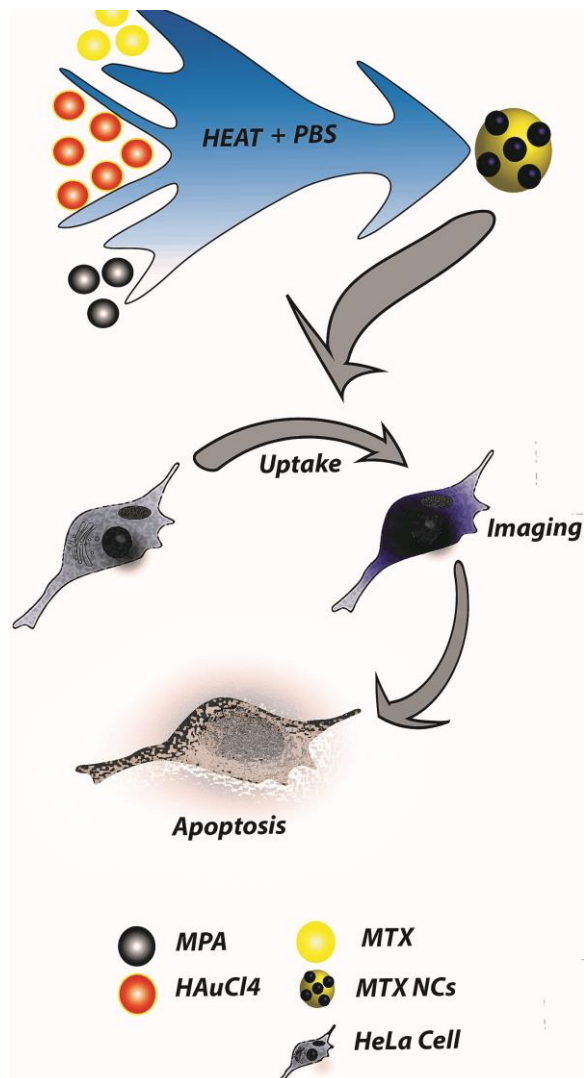 HEAT + PBS
Uptake
Imaging
Apoptosis
MPA
MTX
HAuCl4
MTX NCs
HeLa Cell